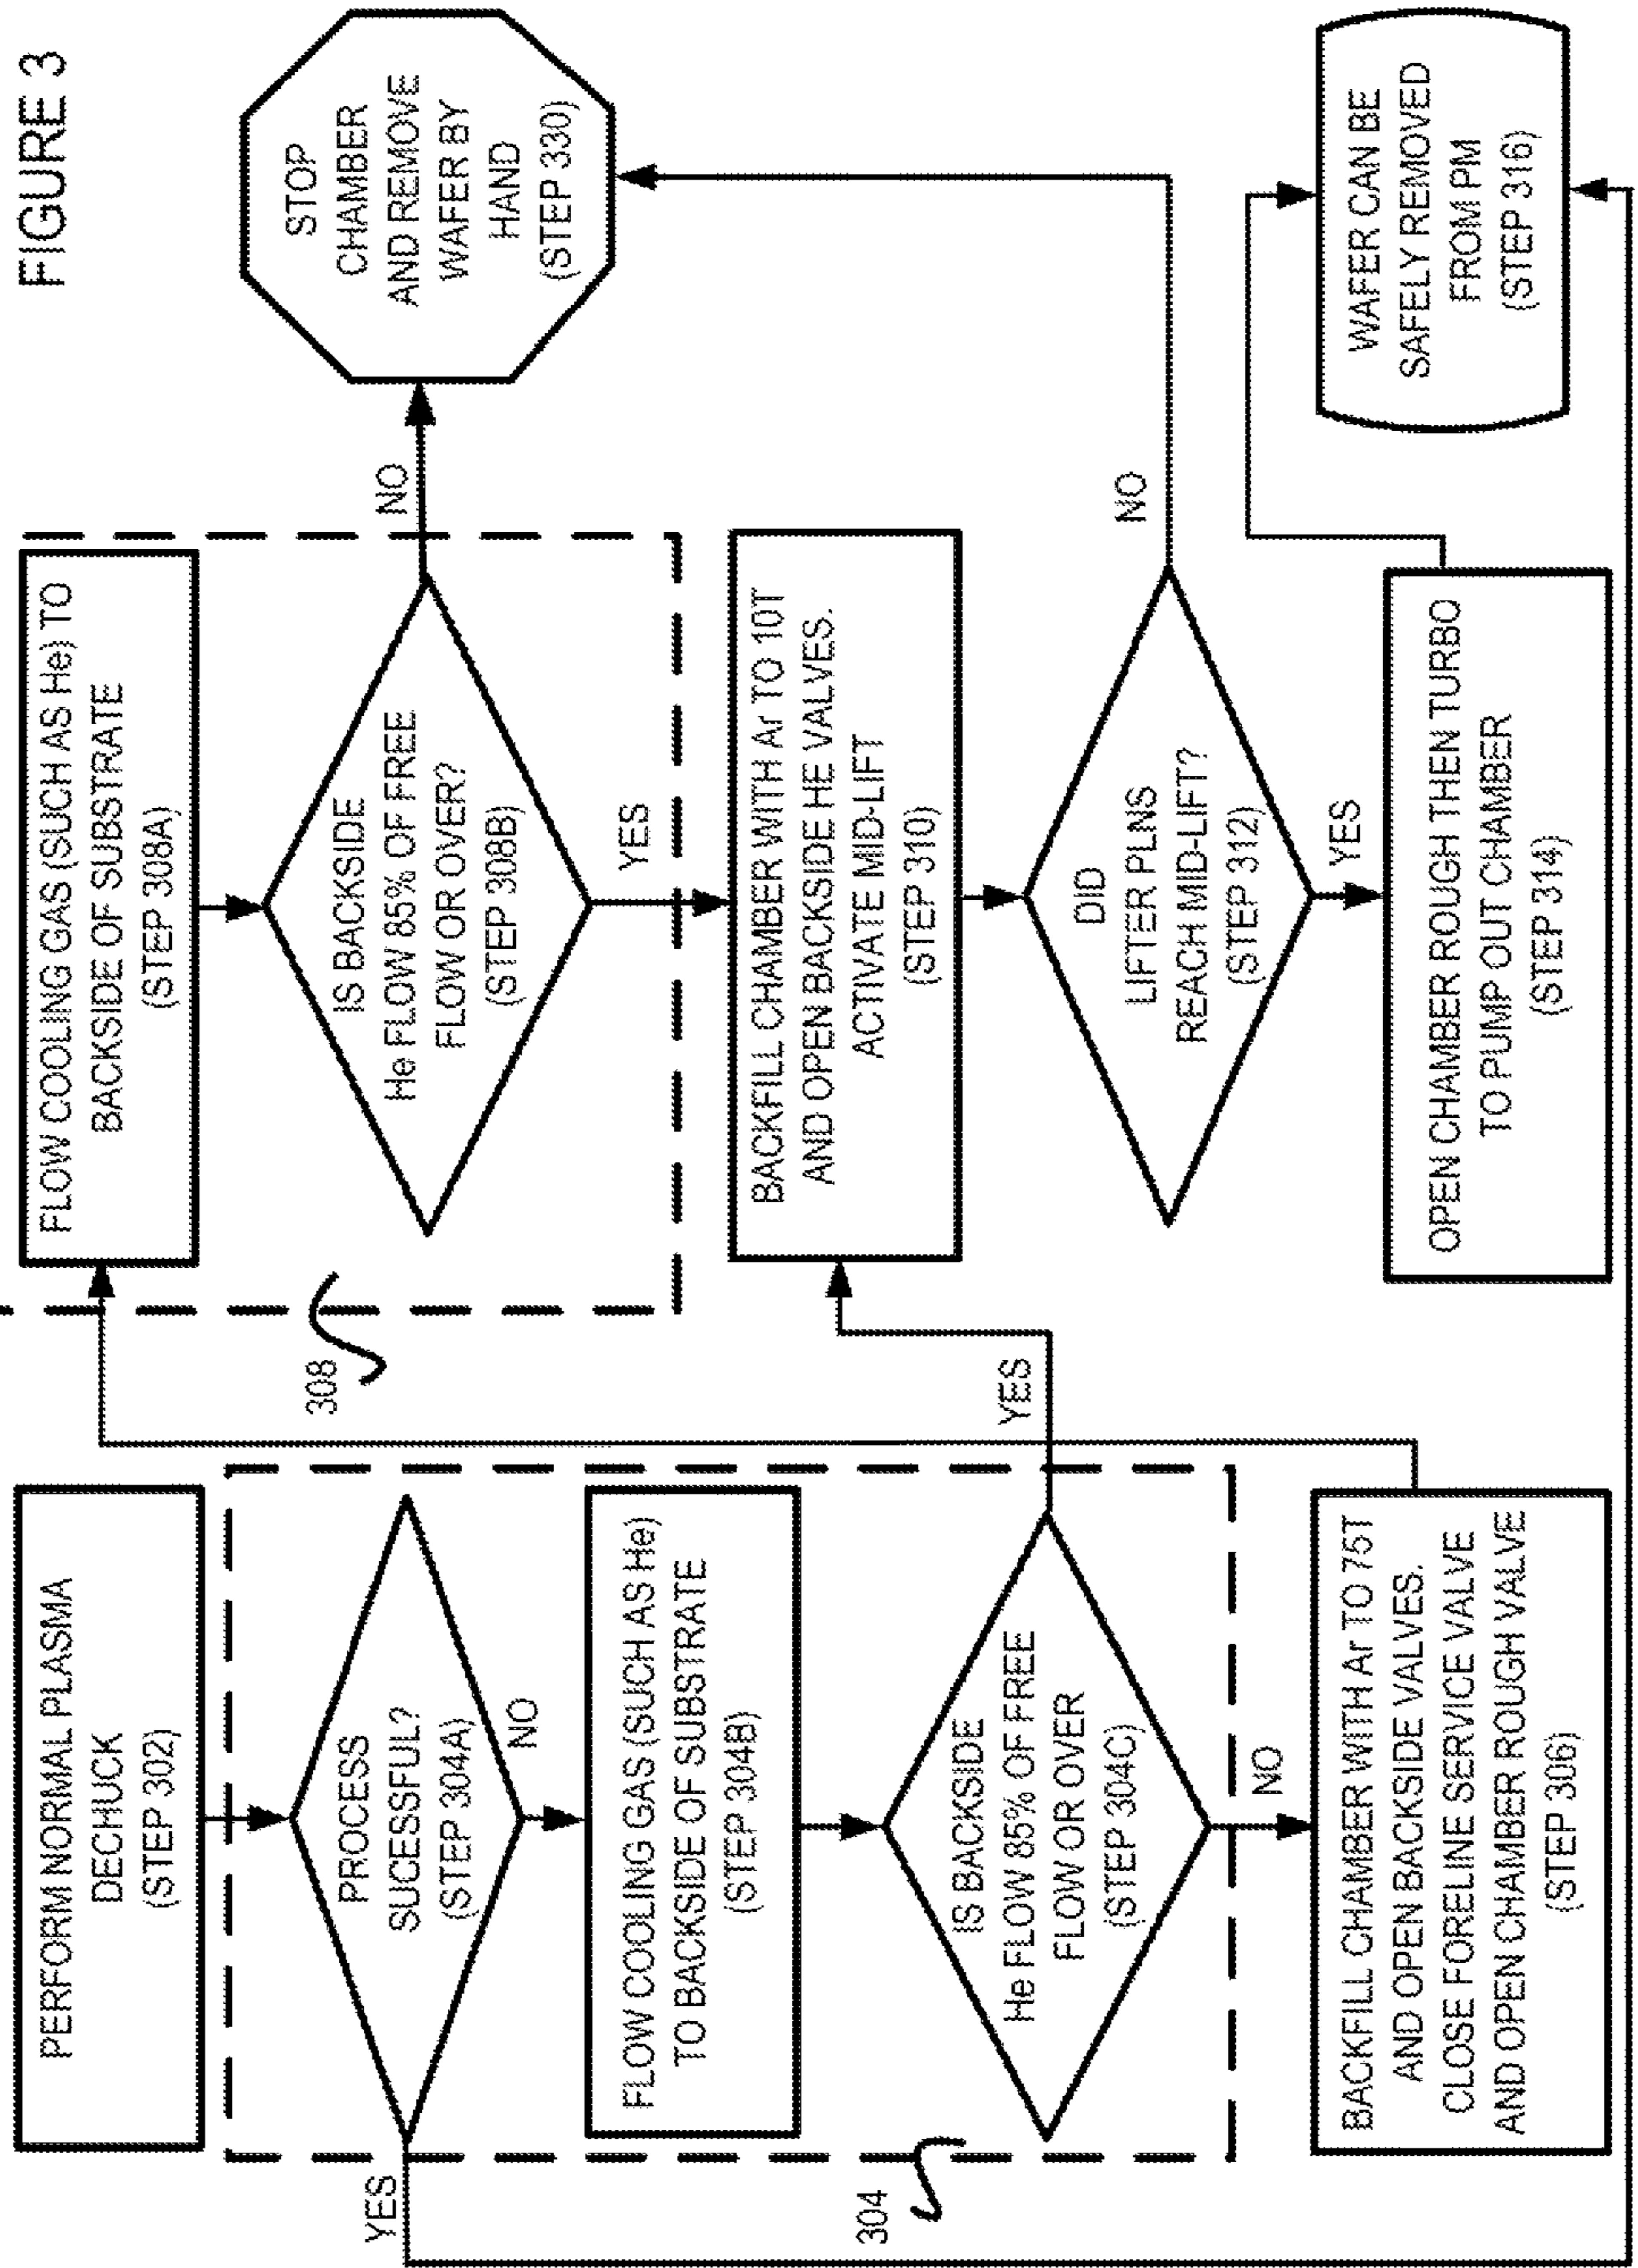 FIGURE 3
PERFORM NORMAL PLASMA
DECHUCK
(STEP 302)
YES
PROCESS
SUCESSFUL?
(STEP 304A)
NO
FLOW COOLING GAS (SUCH AS He)
TO BACKSIDE OF SUBSTRATE
(STEP 304B)
304
IS BACKSIDE
He FLOW 85% OF FREE
FLOW OR OVER
(STEP 304C)
YES
NO
BACKFILL CHAMBER WITH Ar TO 75T
AND OPEN BACKSIDE VALVES.
CLOSE FORELINE SERVICE VALVE
AND OPEN CHAMBER ROUGH VALVE
(STEP 306)
FLOW COOLING GAS (SUCH AS He) TO
BACKSIDE OF SUBSTRATE
(STEP 308A)
308
IS BACKSIDE
He FLOW 85% OF FREE
FLOW OR OVER?
(STEP 308B)
NO
YES
BACKFILL CHAMBER WITH Ar TO 10T
AND OPEN BACKSIDE HE VALVES.
ACTIVATE MID-LIFT
(STEP 310)
DID
LIFTER PLNS
REACH MID-LIFT?
(STEP 312)
NO
YES
OPEN CHAMBER ROUGH THEN TURBO
TO PUMP OUT CHAMBER
(STEP 314)
STOP
CHAMBER
AND REMOVE
WAFER BY
HAND
(STEP 330)
WAFER CAN BE
SAFELY REMOVED
FROM PM
(STEP 316)